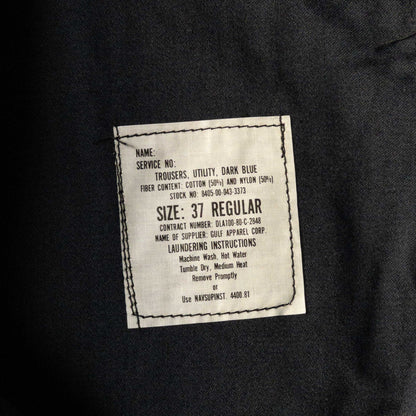 NAME:
SERVICE NO:
TROUSERS, UTILITY, DARK BLUE
FIBER CONTENT: COTTON (50%) AND NYLON (50%)
STOCK NO: 8405-00-943-3373
SIZE: 37 REGULAR
CONTRACT NUMBER: DLA100-80-C-2648
NAME OF SUPPLIER: GULF APPAREL CORP.
LAUNDERING INSTRUCTIONS
Machine Wash, Hot Water
Tumble Dry, Medium Heat
Remove Promptly
or
Use NAVSUPINST. 4400.81